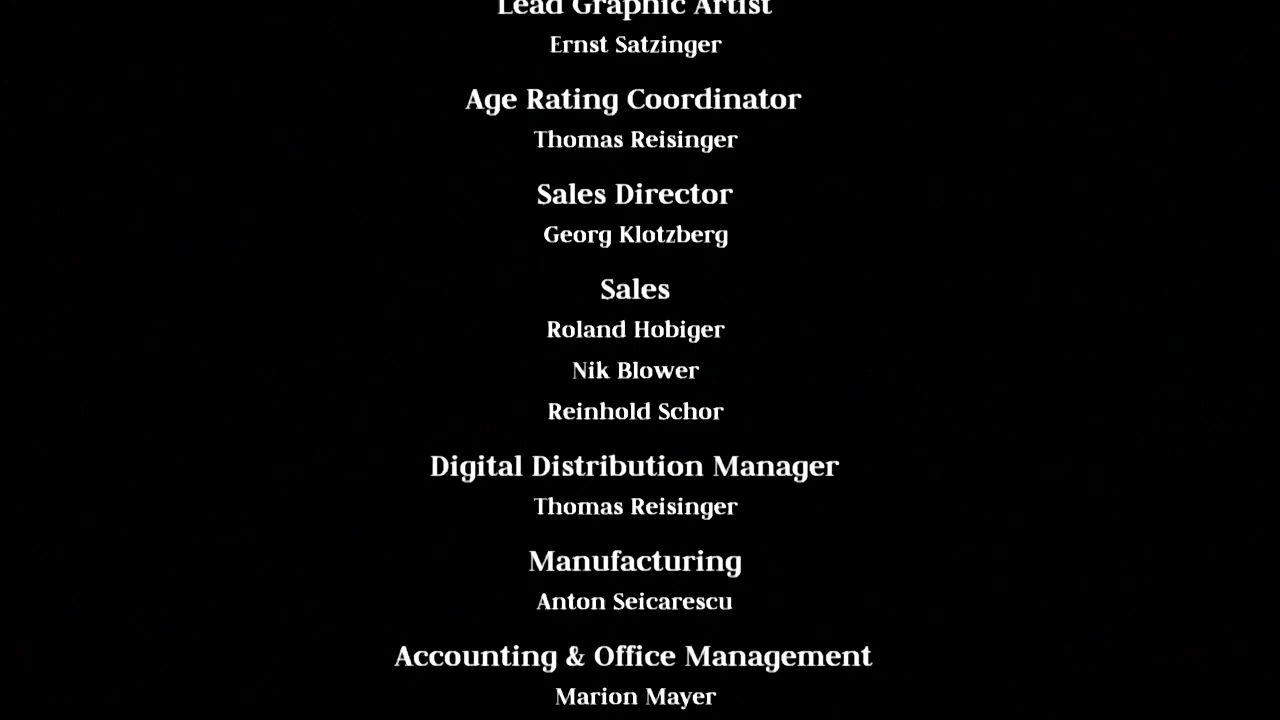 Lead Graphic Artist
Ernst Satzinger
Age Rating Coordinator
Thomas Reisinger
Sales Director
Georg Klotzberg
Sales
Roland Hobiger
Nik Blower
Reinhold Schor
Digital Distribution Manager
Thomas Reisinger
Manufacturing
Anton Seicarescu
Accounting & Office Management
Marion Mayer